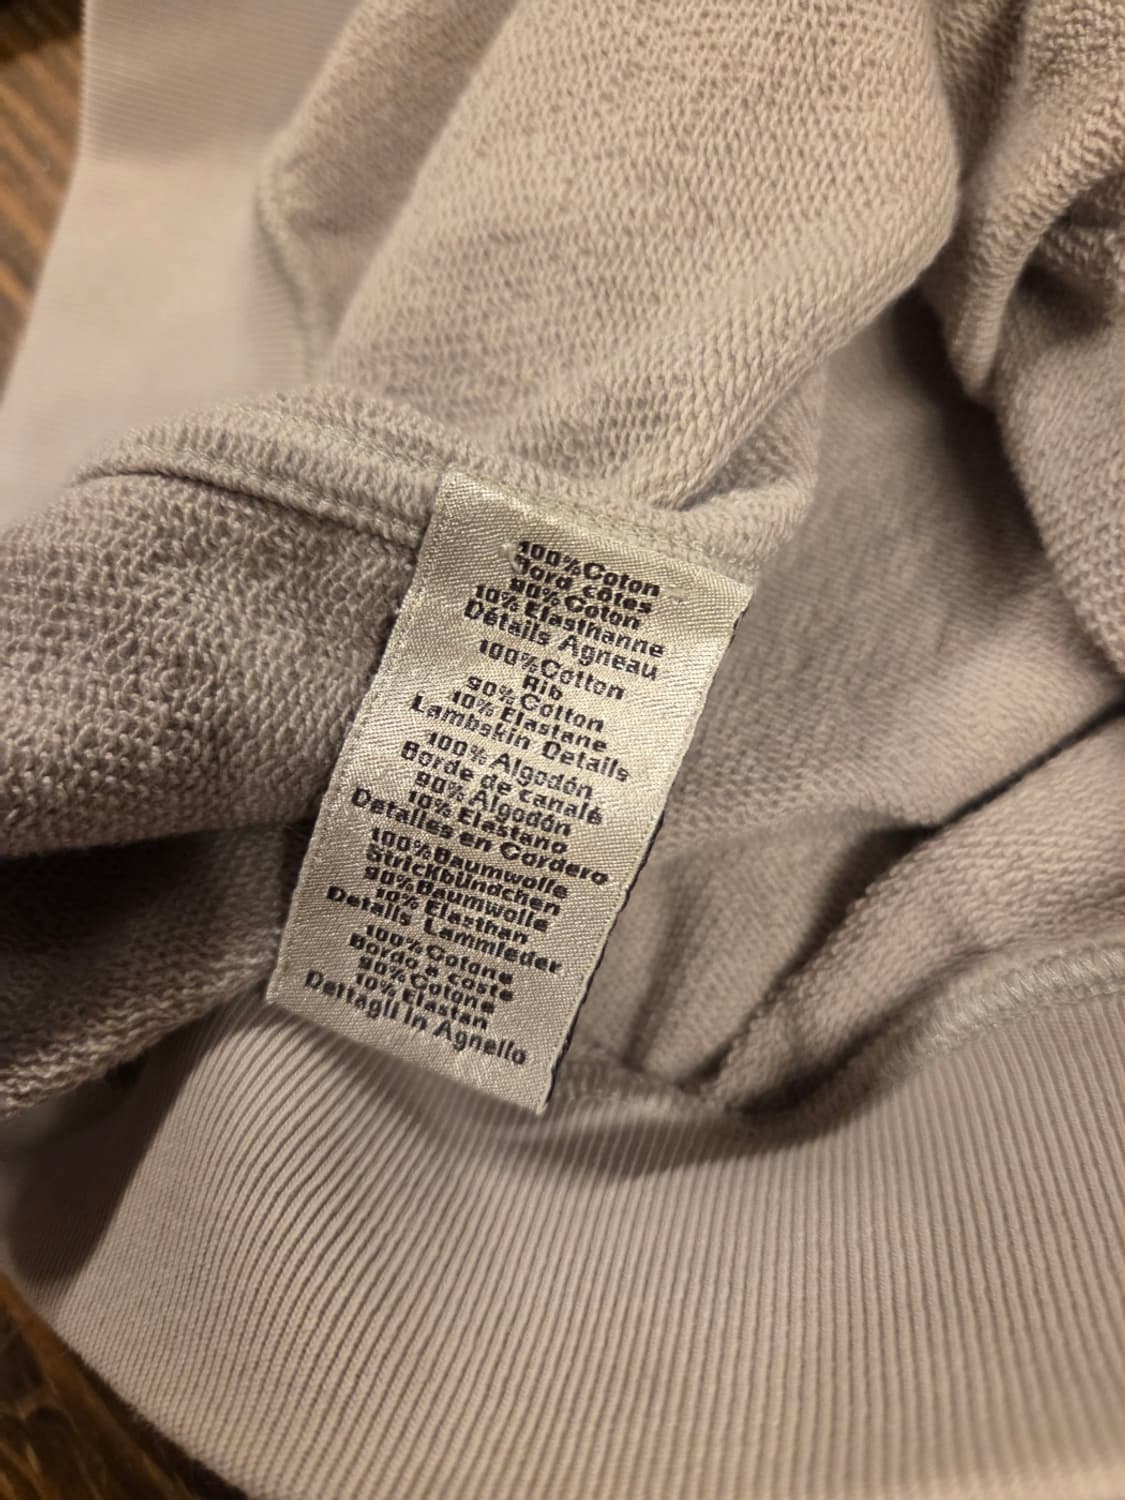 100%Coton
Bord côtes
90%Coton
10% Elasthanne
Détails Agneau
100%Cotton
Rib
90% Cotton
10% Elastane
Lambskin Details
100% Algodón
Borde de canalé
90% Algodón
10% Elastano
Detalles en Cordero
100%Baumwolle
Strickbündchen
90%Baumwolle
10% Elasthan
Details Lammleder
100% Cotone
Bordo a coste
90%Cotone
10% Elastan
Dettagli in Agnello